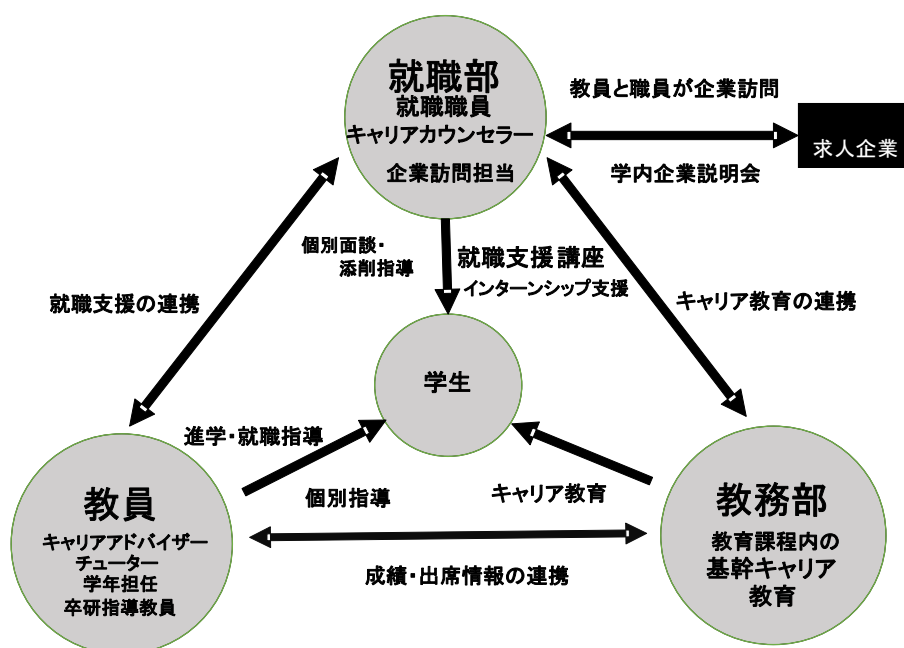 就職部
就職職員
キャリアカウンセラー
企業訪問担当
教員と職員が企業訪問
求人企業
学内企業説明会
個別面談・
添削指導
就職支援講座
インターンシップ支援
就職支援の連携
キャリア教育の連携
学生
進学・就職指導
個別指導
キャリア教育
教員
キャリアアドバイザー
チューター
学年担任
卒研指導教員
成績・出席情報の連携
教務部
教育課程内の
基幹キャリア
教育